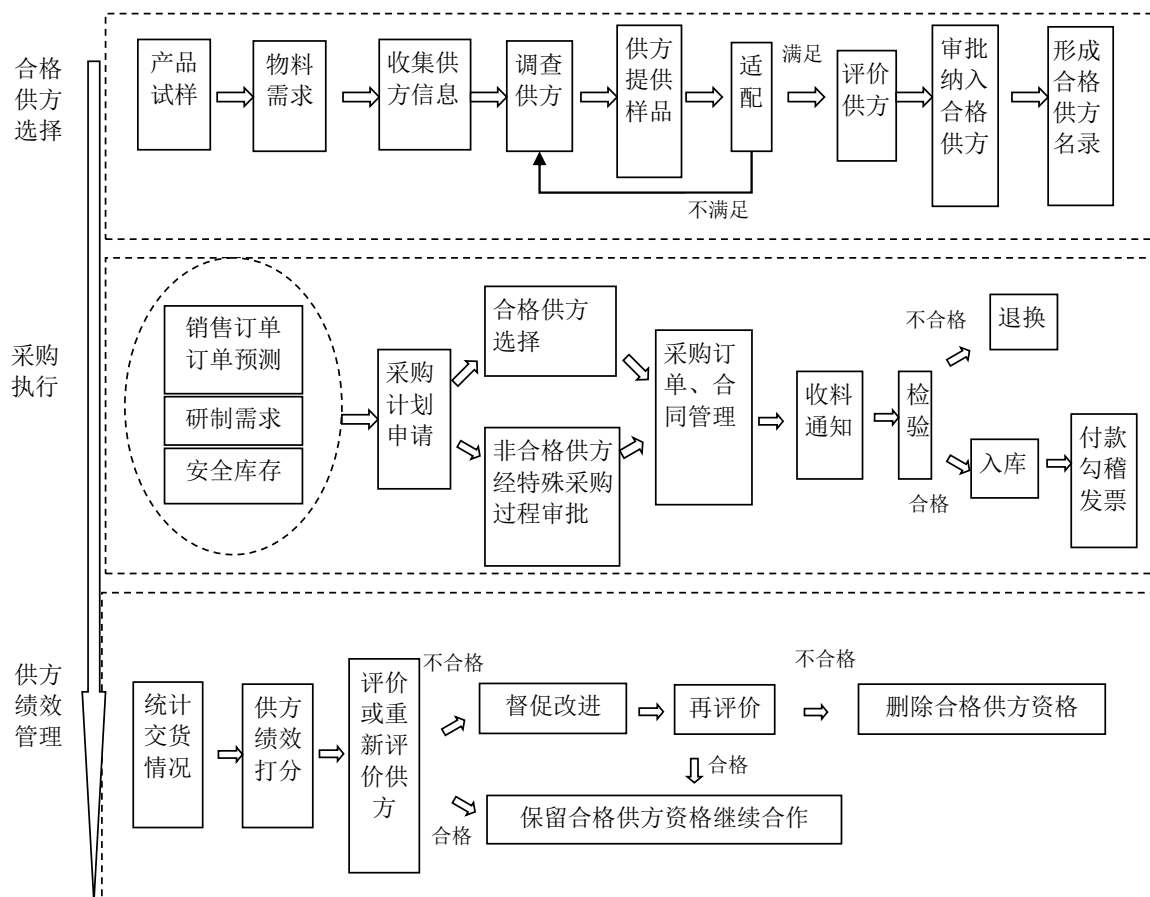 合格
供方
选择
产品
试样
物料
需求
收集供
方信息
调查
供方
供方
提供
样品
适
配
满足
不满足
评价
供方
审批
纳入
合格
供方
形成
合格
供方
名录
采购
执行
销售订单
订单预测
研制需求
安全库存
采购
计划
申请
合格供方
选择
非合格供方
经特殊采购
过程审批
采购订
单、合
同管理
收料
通知
检
验
不合格
退换
合格
入库
付款
勾稽
发票
供方
绩效
管理
统计
交货
情况
供方
绩效
打分
评价
或重
新评
价供
方
不合格
督促改进
再评价
不合格
删除合格供方资格
合格
合格
保留合格供方资格继续合作